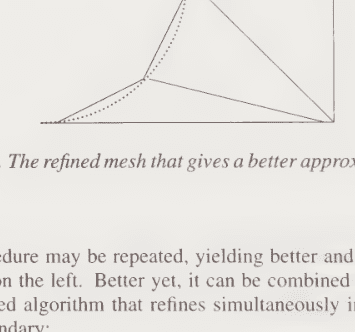 The refined mesh that gives a better approx
edure may be repeated, yielding better and
on the left. Better yet, it can be combined
ed algorithm that refines simultaneously i
ndary: